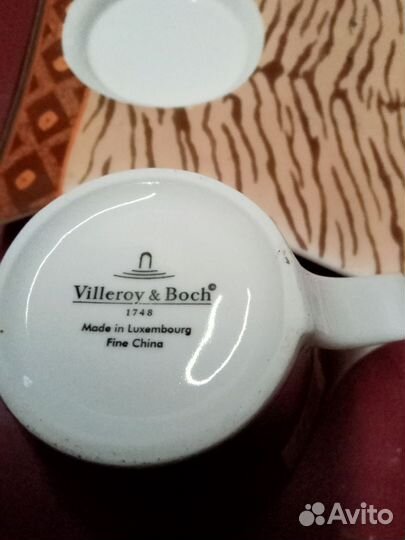 Villeroy & Boch©
1748
Made in Luxembourg
Fine China
Avito